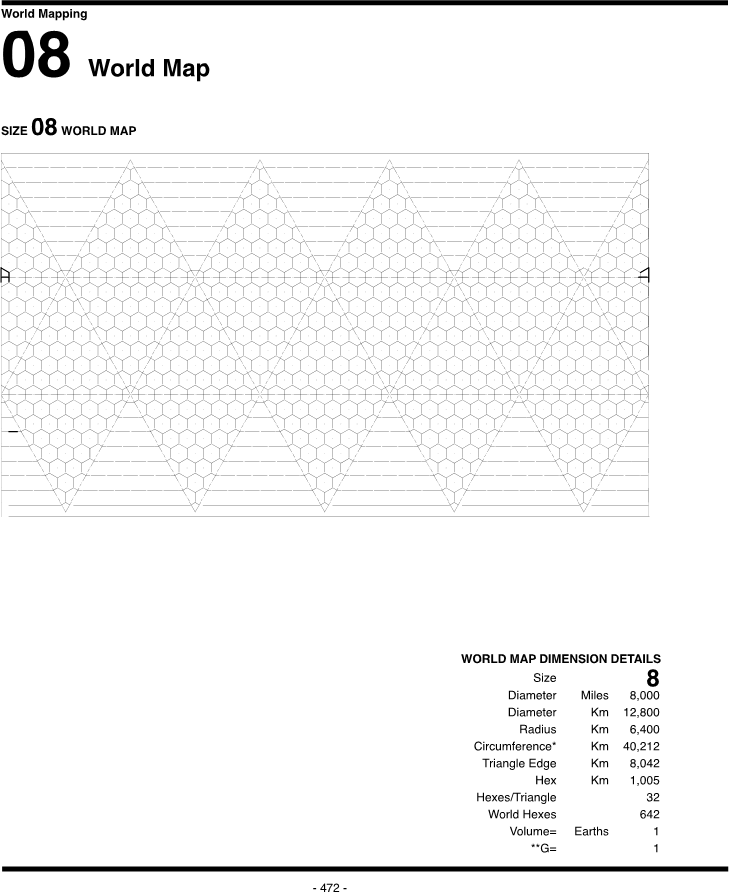 World Mapping
08 World Map
SIZE 08 WORLD MAP
WORLD MAP DIMENSION DETAILS
Size 8
Diameter Miles 8,000
Diameter Km 12,800
Radius Km 6,400
Circumference* Km 40,212
Triangle Edge Km 8,042
Hex Km 1,005
Hexes/Triangle 32
World Hexes 642
Volume= Earths 1
**G= 1
- 472 -